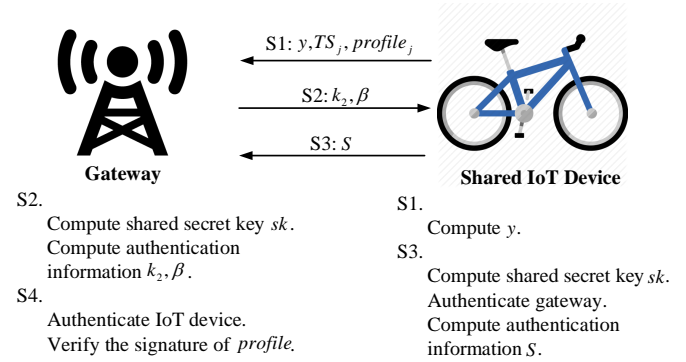 S1: y,TS_j, profile_j
S2: k_2, β
S3: S
Gateway
Shared IoT Device
S2.
Compute shared secret key sk.
Compute authentication
information k_2, β.
S4.
Authenticate IoT device.
Verify the signature of profile.
S1.
Compute y.
S3.
Compute shared secret key sk.
Authenticate gateway.
Compute authentication
information S.